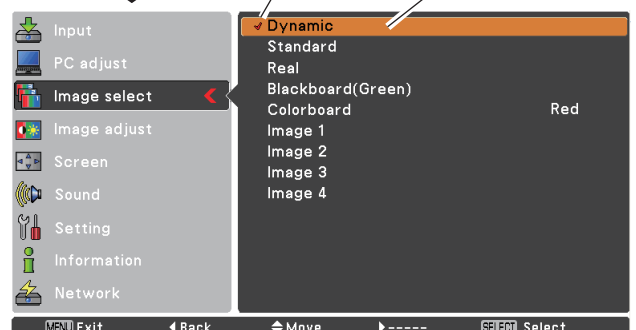 Input
PC adjust
Image select
Image adjust
Screen
Sound
Setting
Information
Network
Dynamic
Standard
Real
Blackboard(Green)
Colorboard Red
Image 1
Image 2
Image 3
Image 4
MENU Exit Back Move ----- SELECT Select